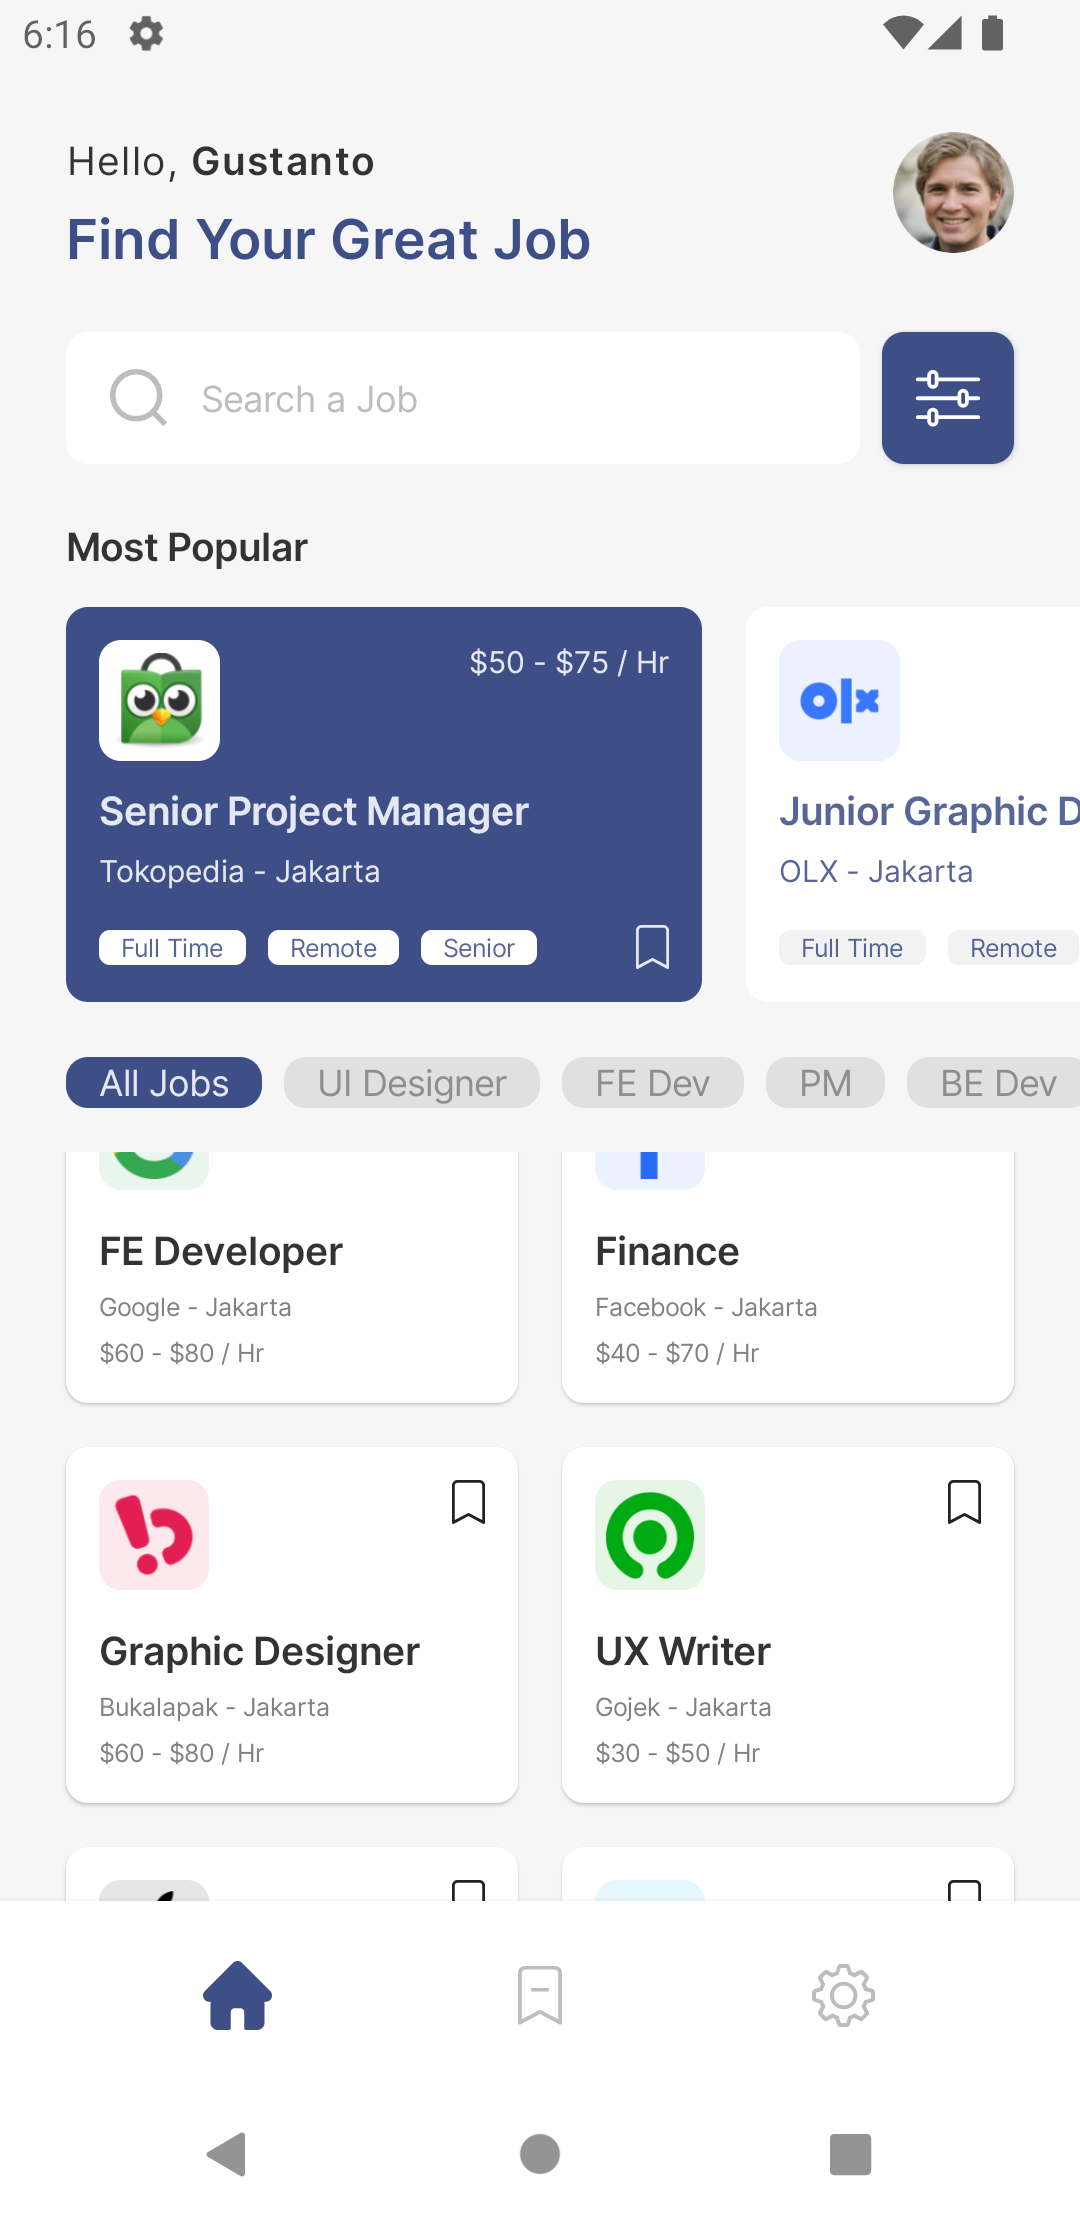 6:16
Hello, Gustanto
Find Your Great Job
Search a Job
Most Popular
$50 - $75 / Hr
olx
Senior Project Manager
Junior Graphic D
Tokopedia - Jakarta
OLX - Jakarta
Full Time
Remote
Senior
Full Time
Remote
All Jobs
UI Designer
FE Dev
PM
BE Dev
FE Developer
Google - Jakarta
$60 - $80 / Hr
Finance
Facebook - Jakarta
$40 - $70 / Hr
Graphic Designer
Bukalapak - Jakarta
$60 - $80 / Hr
UX Writer
Gojek - Jakarta
$30 - $50 / Hr